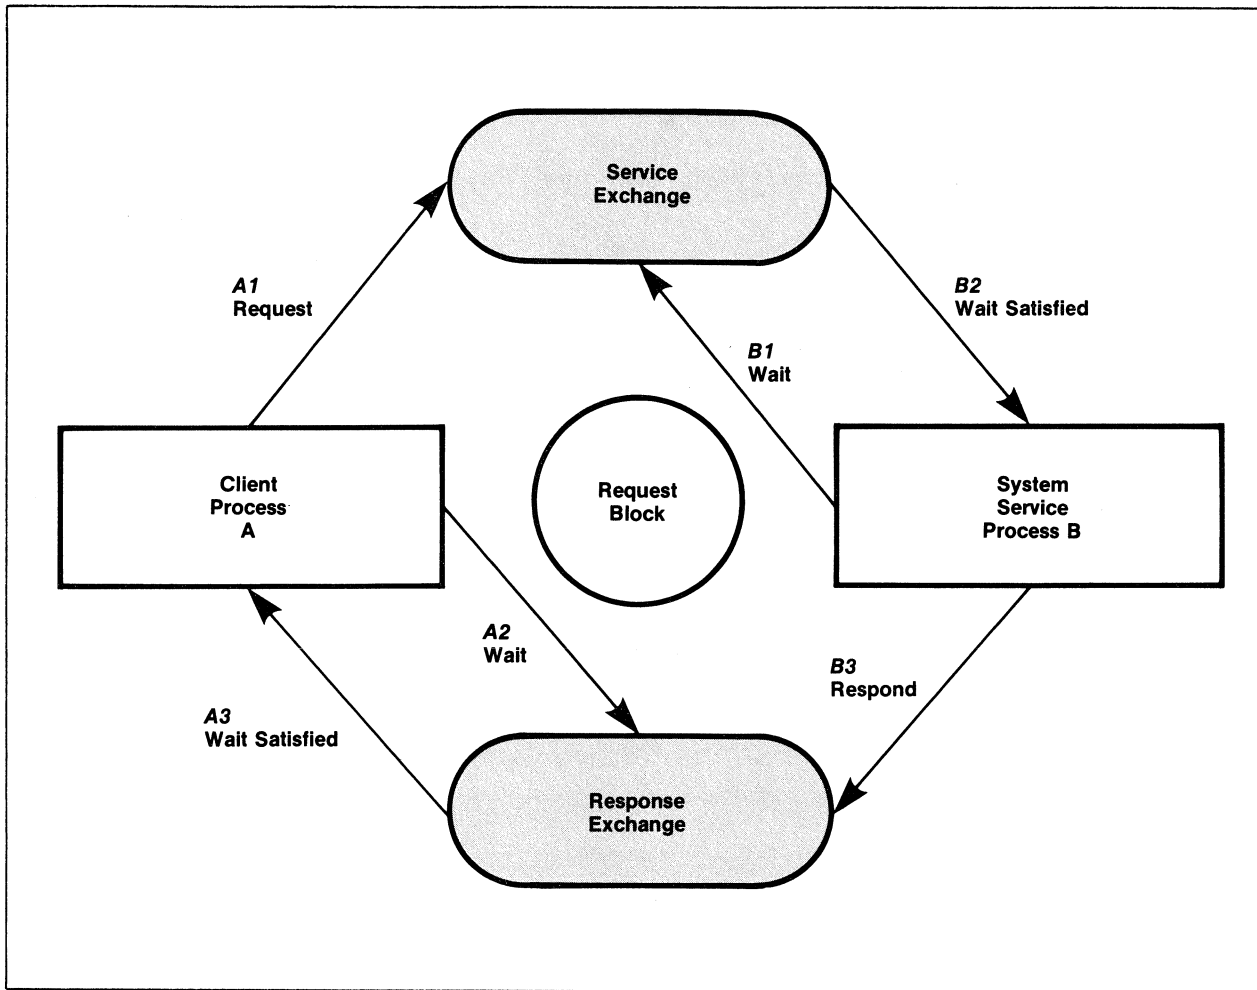 Service
Exchange
A1
Request
B2
Wait Satisfied
B1
Wait
Client
Process
A
Request
Block
System
Service
Process B
A2
Wait
B3
Respond
A3
Wait Satisfied
Response
Exchange